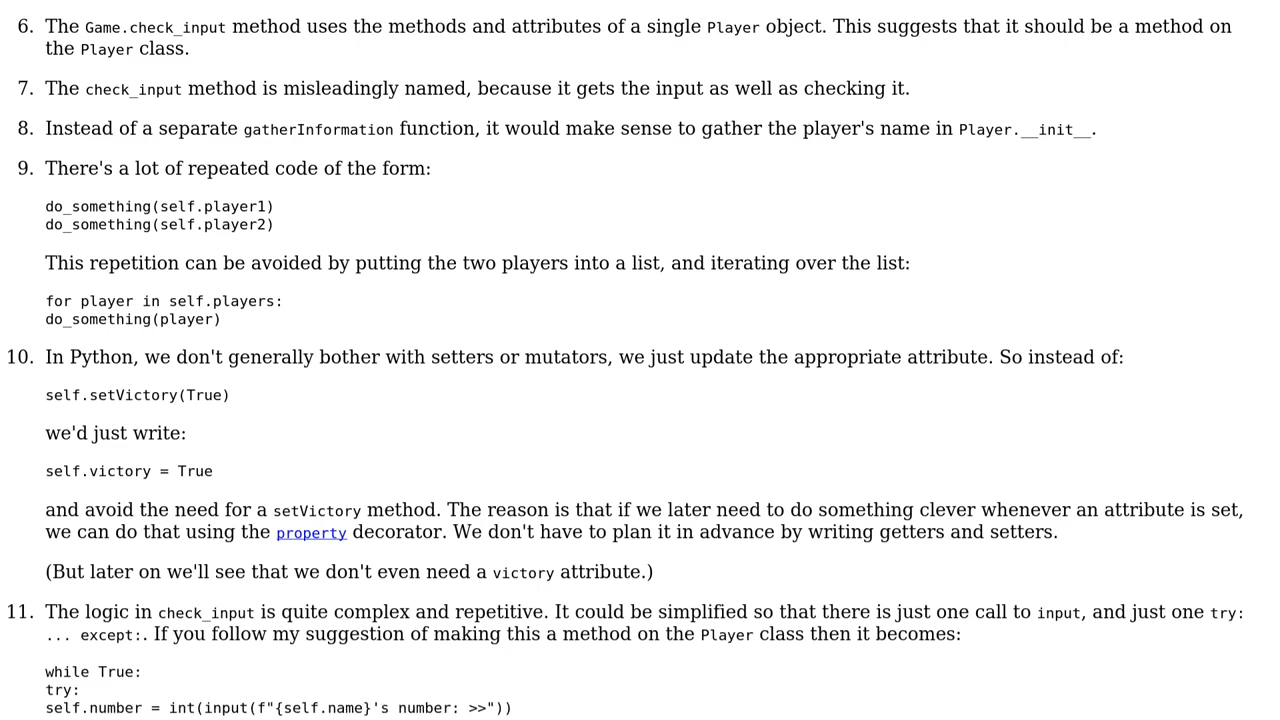 6. The Game.check_input method uses the methods and attributes of a single Player object. This suggests that it should be a method on
the Player class.
7. The check_input method is misleadingly named, because it gets the input as well as checking it.
8. Instead of a separate gatherInformation function, it would make sense to gather the player's name in Player.__init__.
9. There's a lot of repeated code of the form:
do_something(self.player1)
do_something(self.player2)
This repetition can be avoided by putting the two players into a list, and iterating over the list:
for player in self.players:
do_something(player)
10. In Python, we don't generally bother with setters or mutators, we just update the appropriate attribute. So instead of:
self.setVictory(True)
we'd just write:
self.victory = True
and avoid the need for a setVictory method. The reason is that if we later need to do something clever whenever an attribute is set,
we can do that using the property decorator. We don't have to plan it in advance by writing getters and setters.
(But later on we'll see that we don't even need a victory attribute.)
11. The logic in check_input is quite complex and repetitive. It could be simplified so that there is just one call to input, and just one try:
... except:. If you follow my suggestion of making this a method on the Player class then it becomes:
while True:
try:
self.number = int(input(f"{self.name}'s number: >>"))